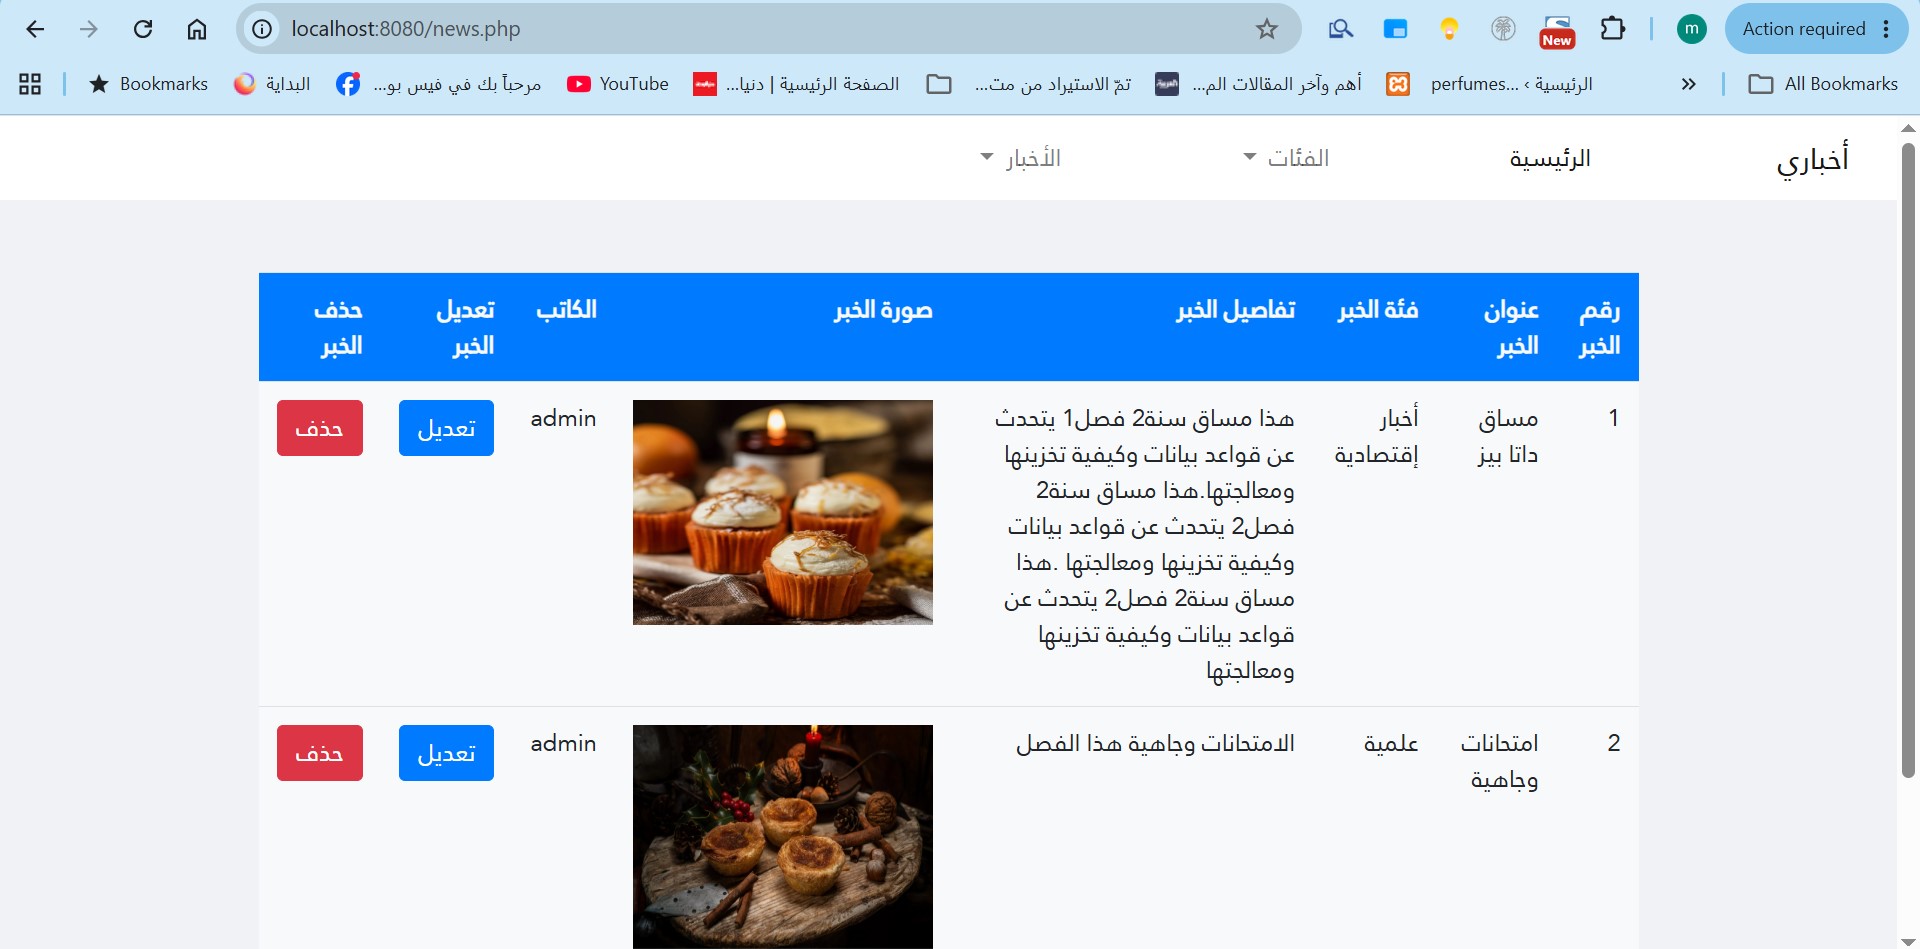 localhost:8080/news.php
New
m
Action required
Bookmarks
البداية
مرحباً بك في فيس بو...
YouTube
الصفحة الرئيسية | دنيا...
تمّ الاستيراد من مت...
أهم وآخر المقالات الم...
الرئيسية › perfumes...
All Bookmarks
أخباري
الرئيسية
الفئات
الأخبار
رقم الخبر
عنوان الخبر
فئة الخبر
تفاصيل الخبر
صورة الخبر
الكاتب
تعديل الخبر
حذف الخبر
1
مساق
داتا بيز
أخبار
إقتصادية
هذا مساق سنة2 فصل1 يتحدث
عن قواعد بيانات وكيفية تخزينها
ومعالجتها.هذا مساق سنة2
فصل2 يتحدث عن قواعد بيانات
وكيفية تخزينها ومعالجتها .هذا
مساق سنة2 فصل2 يتحدث عن
قواعد بيانات وكيفية تخزينها
ومعالجتها
admin
تعديل
حذف
2
امتحانات
وجاهية
علمية
الامتحانات وجاهية هذا الفصل
admin
تعديل
حذف